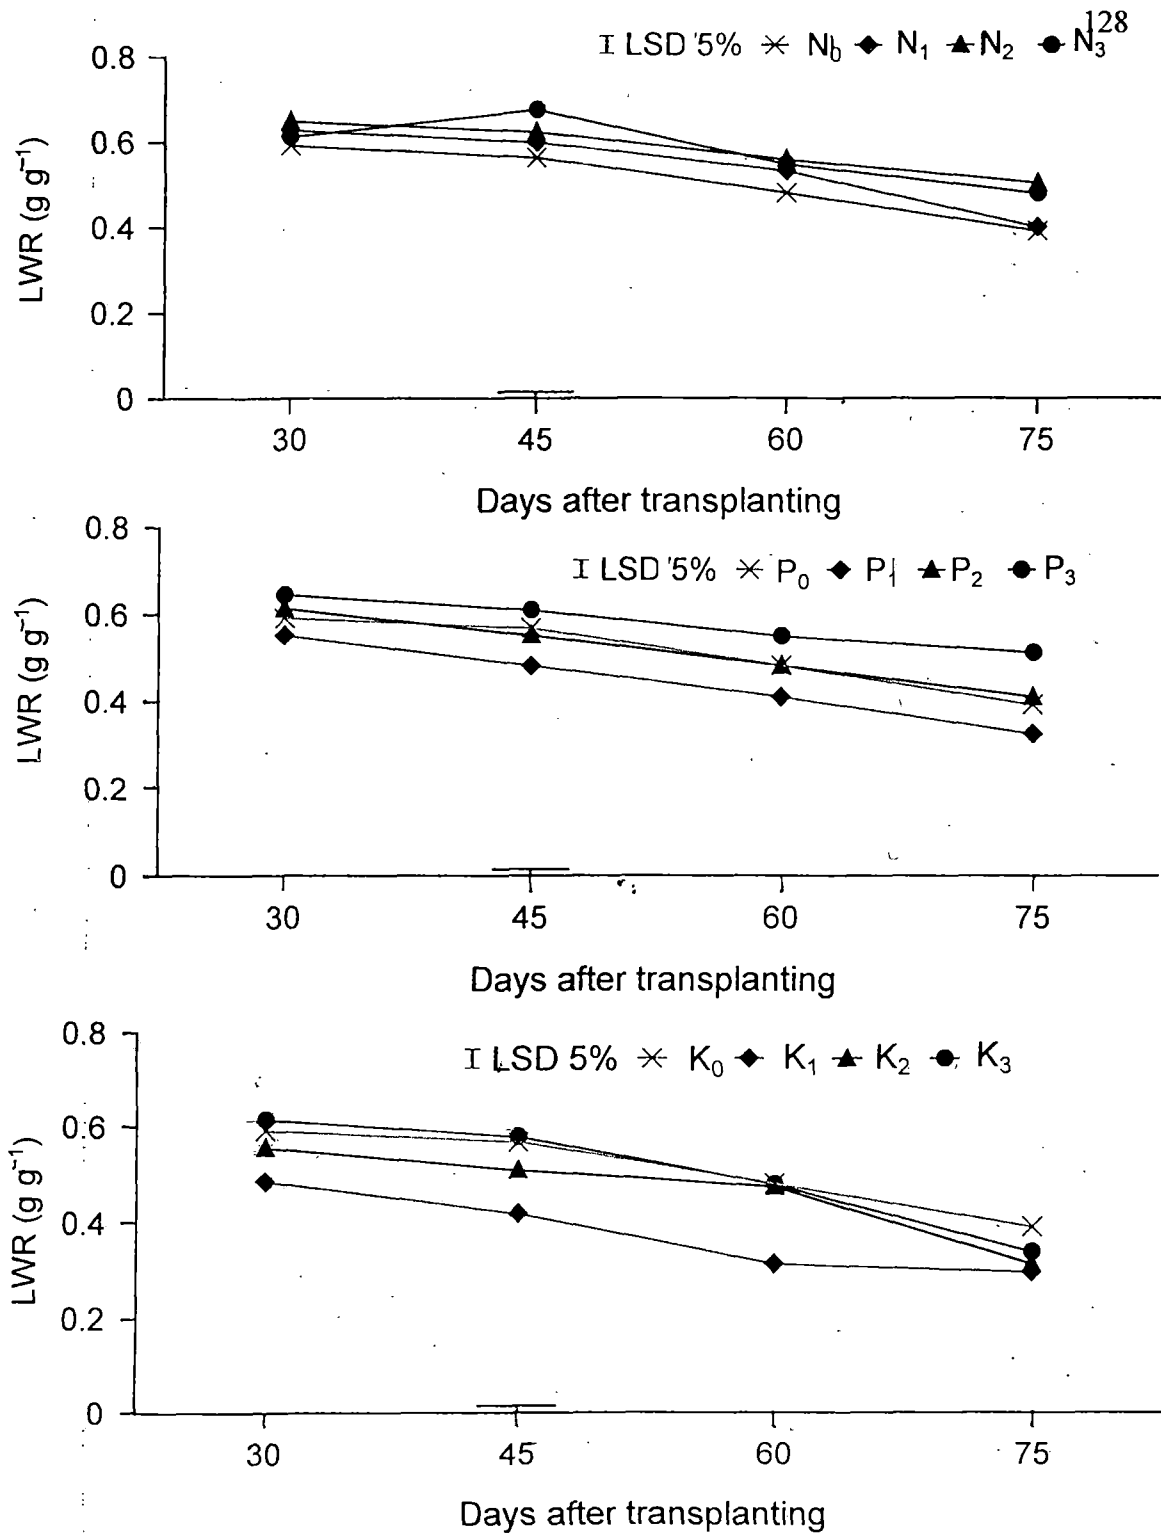 128
LSD 5% N0 N1 N2 N3
0.8
0.6
0.4
0.2
0
LWR (g g⁻¹)
30 45 60 75
Days after transplanting
LSD 5% P0 P1 P2 P3
0.8
0.6
0.4
0.2
0
LWR (g g⁻¹)
30 45 60 75
Days after transplanting
LSD 5% K0 K1 K2 K3
0.8
0.6
0.4
0.2
0
LWR (g g⁻¹)
30 45 60 75
Days after transplanting